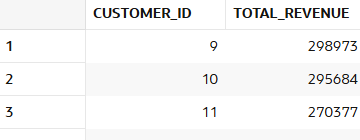 CUSTOMER_ID TOTAL_REVENUE
1 9 298973
2 10 295684
3 11 270377